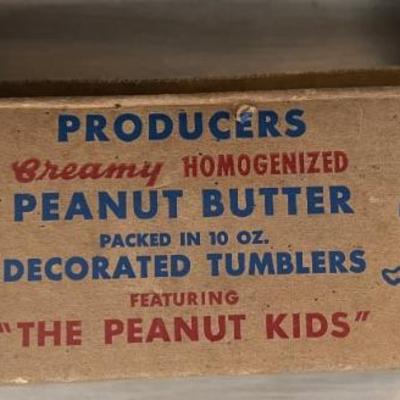 PRODUCERS
Creamy HOMOGENIZED
PEANUT BUTTER
PACKED IN 10 OZ.
DECORATED TUMBLERS
FEATURING
"THE PEANUT KIDS"